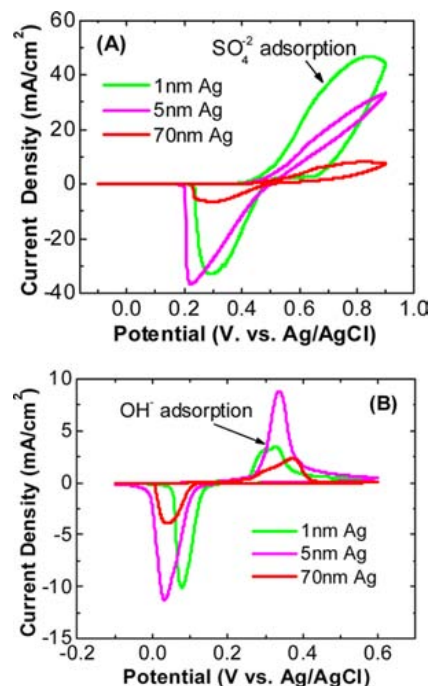 (A)
SO₄⁻² adsorption
1nm Ag
5nm Ag
70nm Ag
60
40
20
0
-20
-40
Current Density (mA/cm²)
0.0 0.2 0.4 0.6 0.8 1.0
Potential (V. vs. Ag/AgCl)
(B)
OH⁻ adsorption
1nm Ag
5nm Ag
70nm Ag
10
5
0
-5
-10
-15
Current Density (mA/cm²)
-0.2 0.0 0.2 0.4 0.6
Potential (V vs. Ag/AgCl)